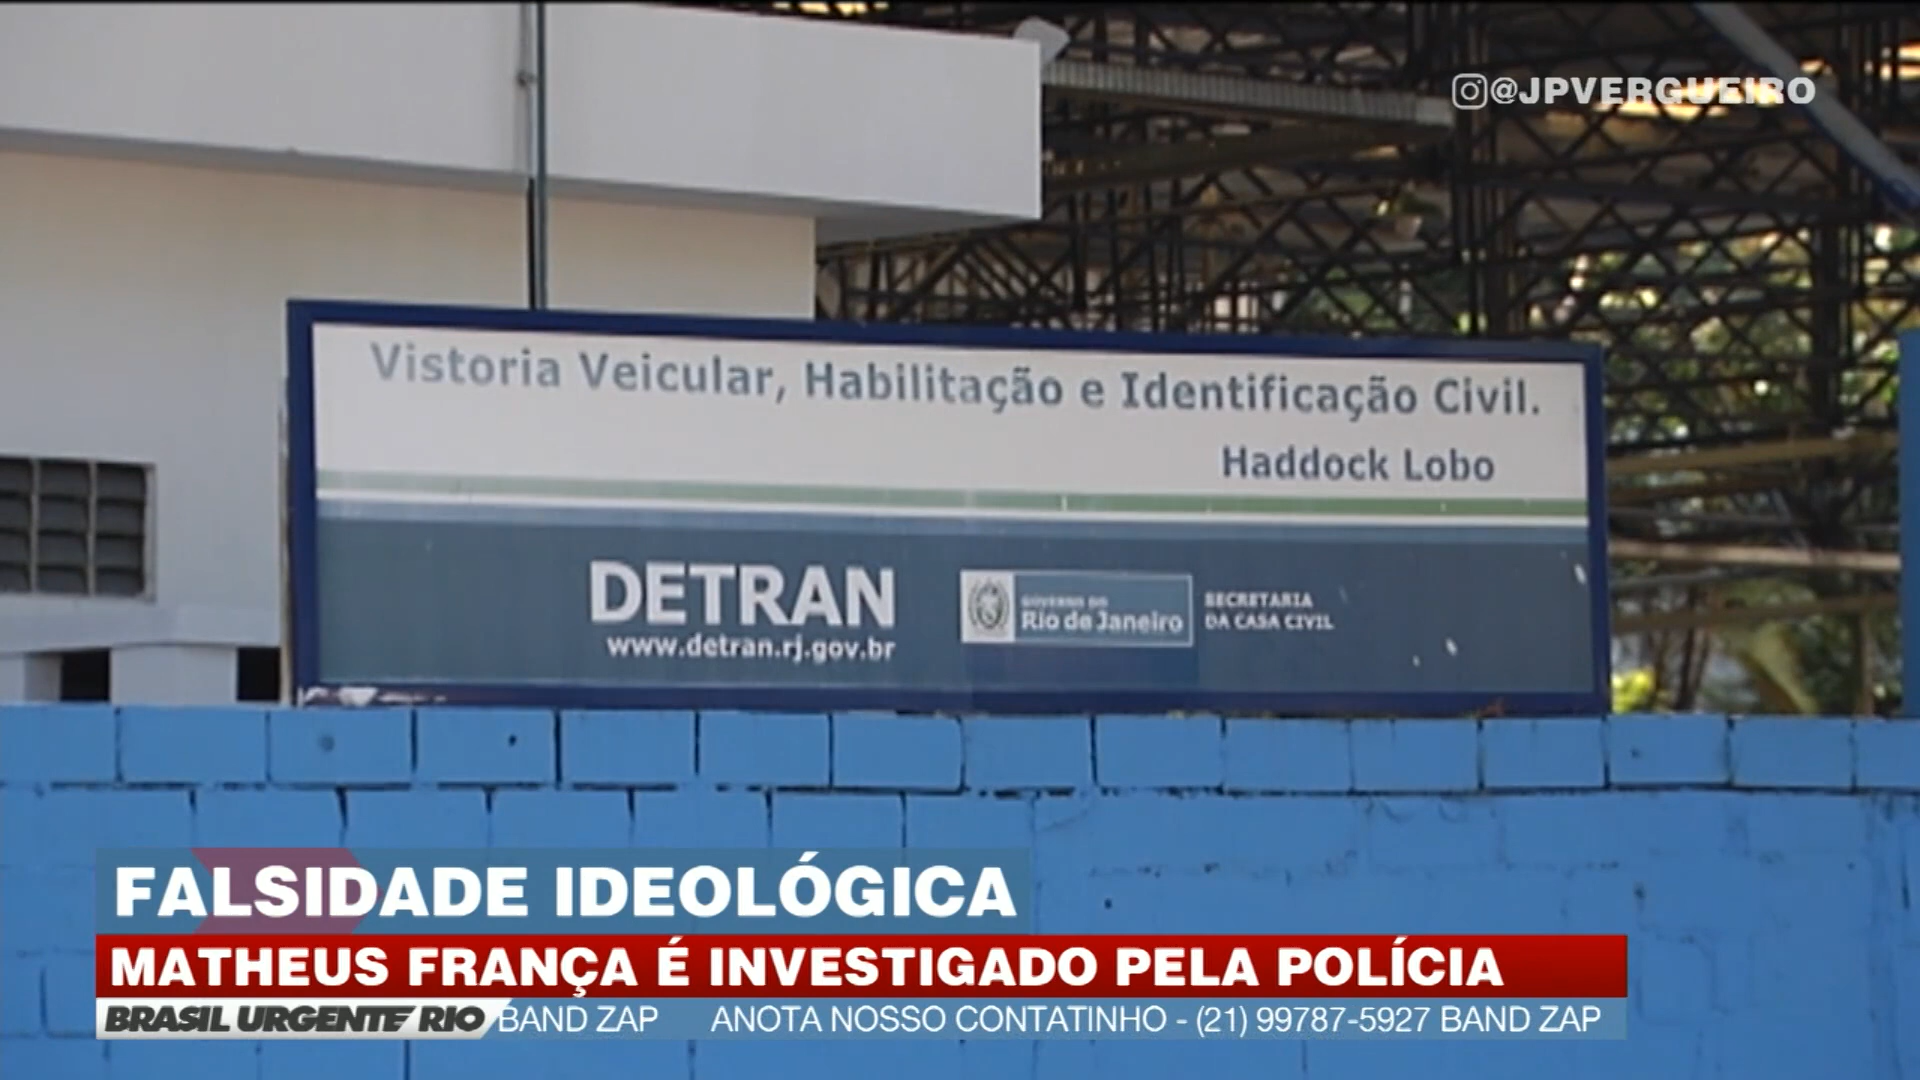 @JPVERGUEIRO
Vistoria Veicular, Habilitação e Identificação Civil.
Haddock Lobo
DETRAN
www.detran.rj.gov.br
GOVERNO DO
Rio de Janeiro
SECRETARIA
DA CASA CIVIL
FALSIDADE IDEOLÓGICA
MATHEUS FRANÇA É INVESTIGADO PELA POLÍCIA
BRASIL URGENTE RIO BAND ZAP ANOTA NOSSO CONTATINHO - (21) 99787-5927 BAND ZAP